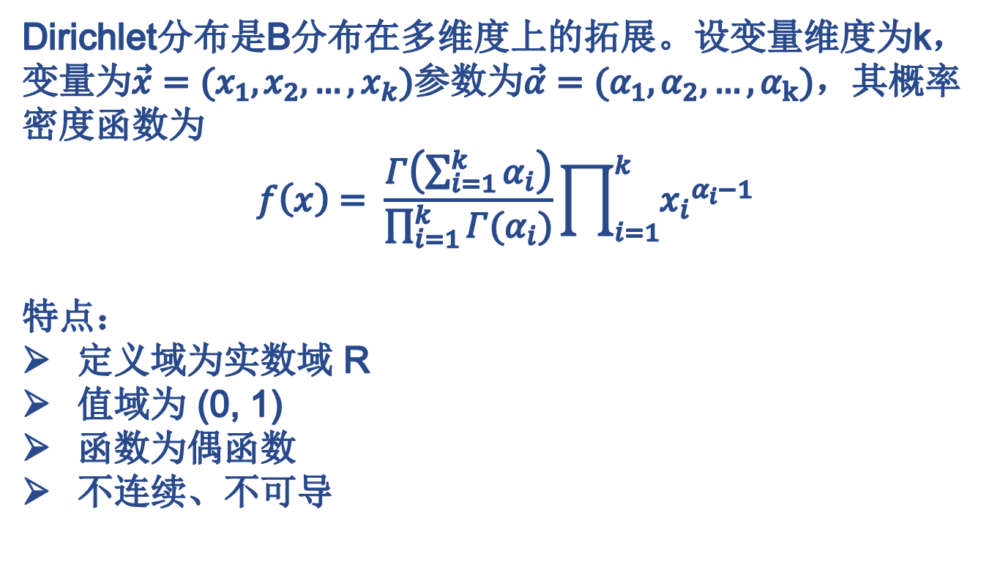 Dirichlet分布是B分布在多维度上的拓展。设变量维度为k，
变量为$\vec{x} = (x_1, x_2, \dots, x_k)$参数为$\vec{\alpha} = (\alpha_1, \alpha_2, \dots, \alpha_{\mathrm{k}})$，其概率
密度函数为
$f(x) = \frac{\Gamma\left(\sum_{i=1}^{k} \alpha_i\right)}{\prod_{i=1}^{k} \Gamma(\alpha_i)} \prod_{i=1}^{k} {x_i}^{\alpha_i - 1}$
特点：
➢ 定义域为实数域 R
➢ 值域为 (0, 1)
➢ 函数为偶函数
➢ 不连续、不可导